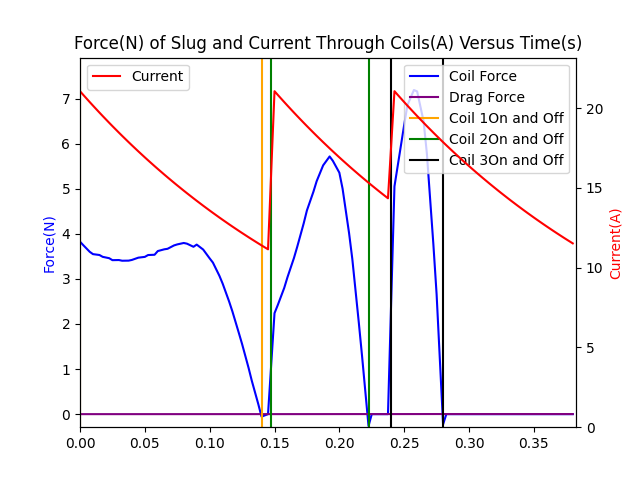 Force(N) of Slug and Current Through Coils(A) Versus Time(s)
Current
Coil Force
Drag Force
Coil 1On and Off
Coil 2On and Off
Coil 3On and Off
Force(N)
7
6
5
4
3
2
1
0
20
15
10
5
0
Current(A)
0.00 0.05 0.10 0.15 0.20 0.25 0.30 0.35